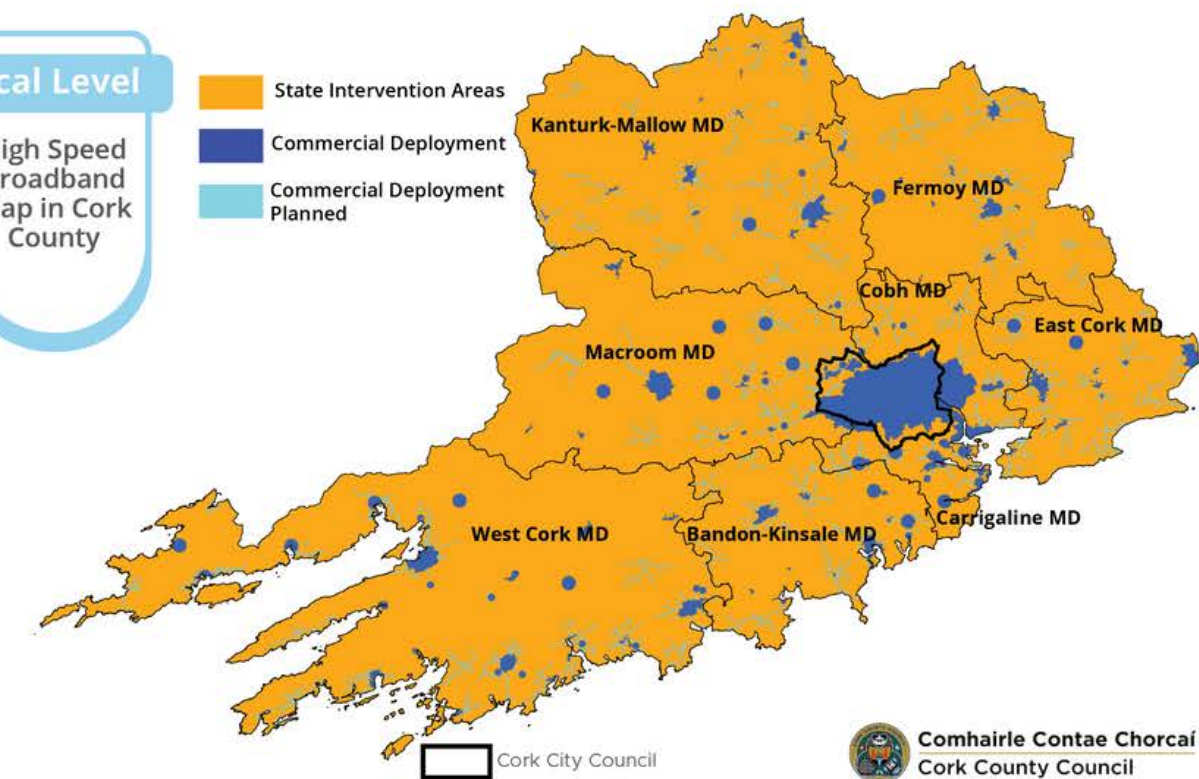 cal Level
igh Speed
roadband
ap in Cork
County
State Intervention Areas
Commercial Deployment
Commercial Deployment
Planned
Kanturk-Mallow MD
Fermoy MD
Cobh MD
East Cork MD
Macroom MD
West Cork MD
Bandon-Kinsale MD
Carrigaline MD
Cork City Council
Comhairle Contae Chorcaí
Cork County Council